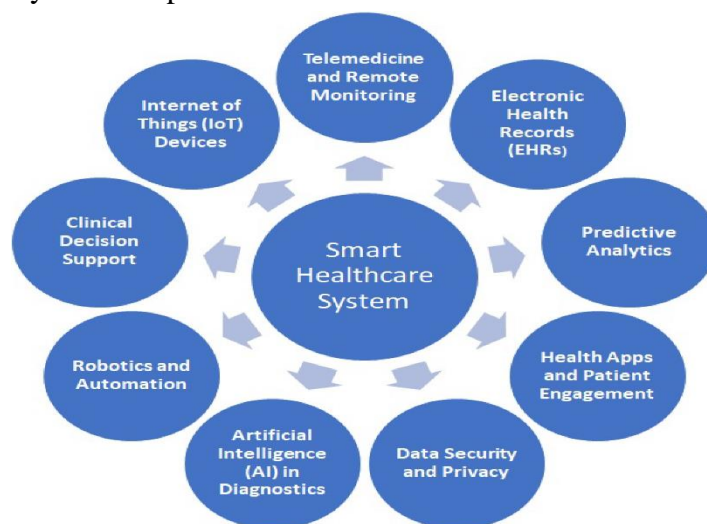 Telemedicine
and Remote
Monitoring
Electronic
Health
Records
(EHRs)
Predictive
Analytics
Health Apps
and Patient
Engagement
Data Security
and Privacy
Artificial
Intelligence
(AI) in
Diagnostics
Robotics and
Automation
Clinical
Decision
Support
Internet of
Things (IoT)
Devices
Smart
Healthcare
System